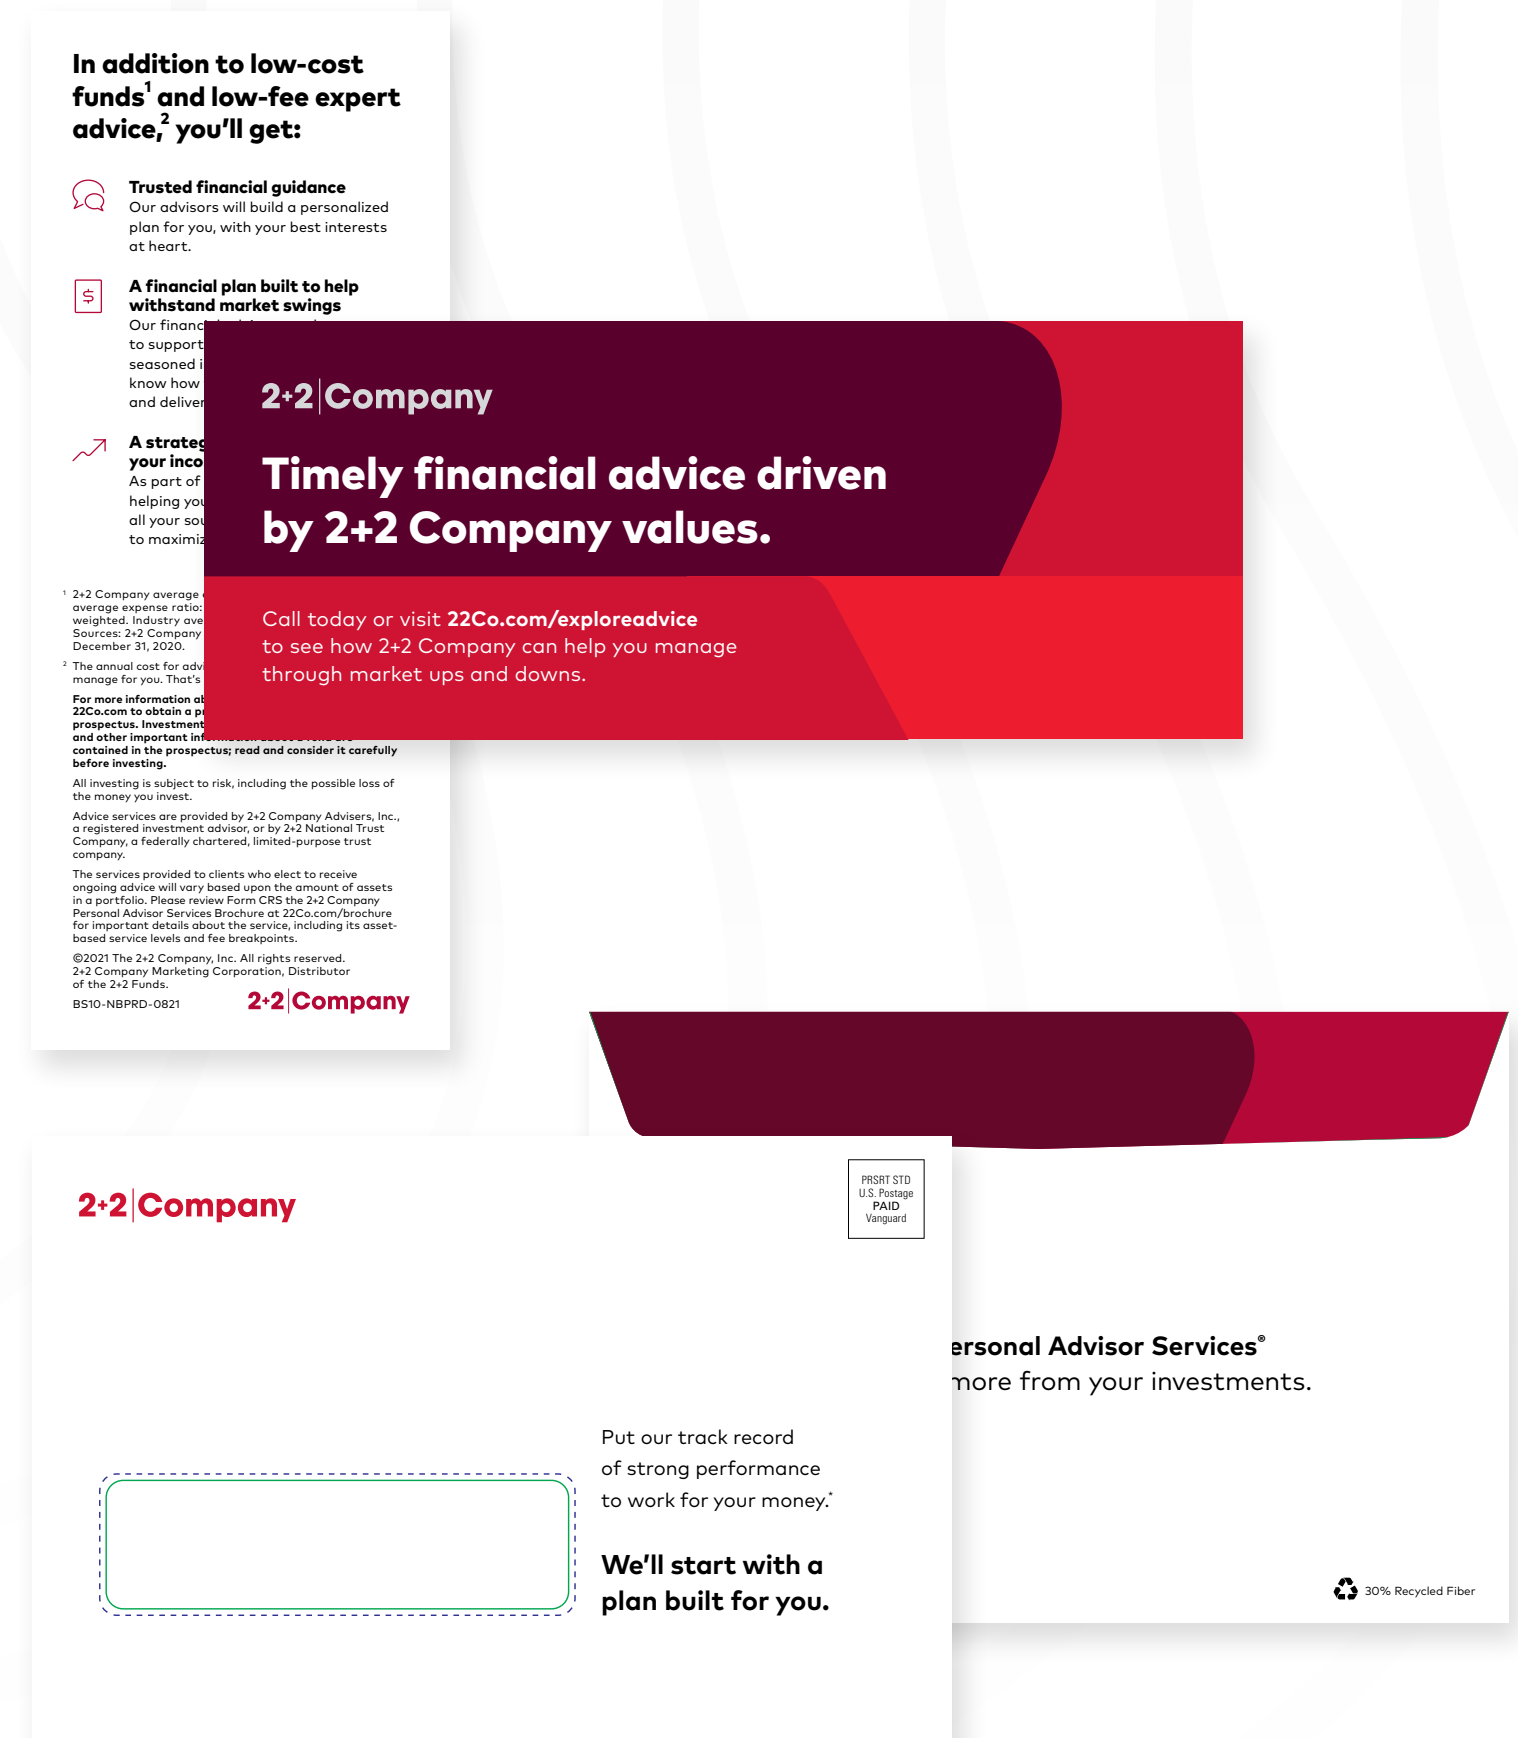 In addition to low-cost
funds¹ and low-fee expert
advice,² you'll get:
Trusted financial guidance
Our advisors will build a personalized
plan for you, with your best interests
at heart.
A financial plan built to help
withstand market swings
Our financial
to support
seasoned
know how
and deliver
A strateg
your inco
As part of
helping you
all your sou
to maximiz
¹ 2+2 Company average
average expense ratio:
weighted. Industry ave
Sources: 2+2 Company
December 31, 2020.
² The annual cost for advi
manage for you. That's
For more information ab
22Co.com to obtain a pr
prospectus. Investment
and other important information about a fund are
contained in the prospectus; read and consider it carefully
before investing.
All investing is subject to risk, including the possible loss of
the money you invest.
Advice services are provided by 2+2 Company Advisers, Inc.,
a registered investment advisor, or by 2+2 National Trust
Company, a federally chartered, limited-purpose trust
company.
The services provided to clients who elect to receive
ongoing advice will vary based upon the amount of assets
in a portfolio. Please review Form CRS the 2+2 Company
Personal Advisor Services Brochure at 22Co.com/brochure
for important details about the service, including its asset-
based service levels and fee breakpoints.
©2021 The 2+2 Company, Inc. All rights reserved.
2+2 Company Marketing Corporation, Distributor
of the 2+2 Funds.
BS10-NBPRD-0821
2+2|Company
2+2|Company
Timely financial advice driven
by 2+2 Company values.
Call today or visit 22Co.com/exploreadvice
to see how 2+2 Company can help you manage
through market ups and downs.
2+2|Company
PRSRT STD
U.S. Postage
PAID
Vanguard
Put our track record
of strong performance
to work for your money.*
We'll start with a
plan built for you.
ersonal Advisor Services®
more from your investments.
30% Recycled Fiber